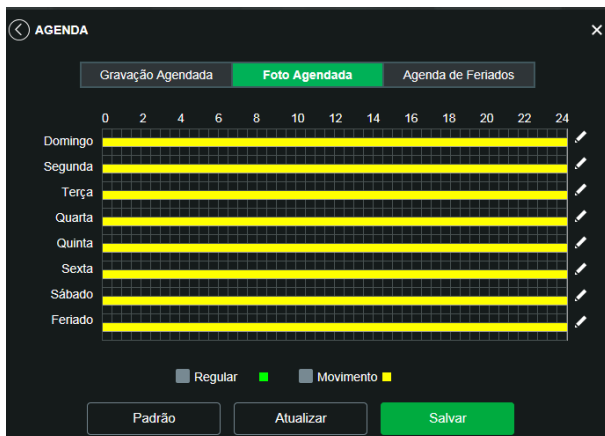 AGENDA
Gravação Agendada Foto Agendada Agenda de Feriados
0 2 4 6 8 10 12 14 16 18 20 22 24
Domingo
Segunda
Terça
Quarta
Quinta
Sexta
Sábado
Feriado
Regular Movimento
Padrão Atualizar Salvar